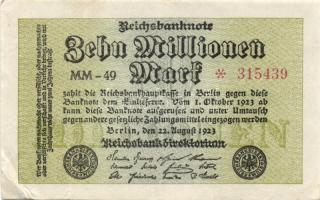 Reichsbanknote
Zehn Millionen
MM-49
Mark
* 315439
zahlt die Reichsbankhauptkasse in Berlin gegen diese
Banknote dem Einlieferer. Vom 1. Oktober 1923 ab
kann diese Banknote aufgerufen und unter Umtausch
gegen andere gesetzliche Zahlungsmittel eingezogen werden
Berlin, den 22. August 1923
Reichsbankdirektorium